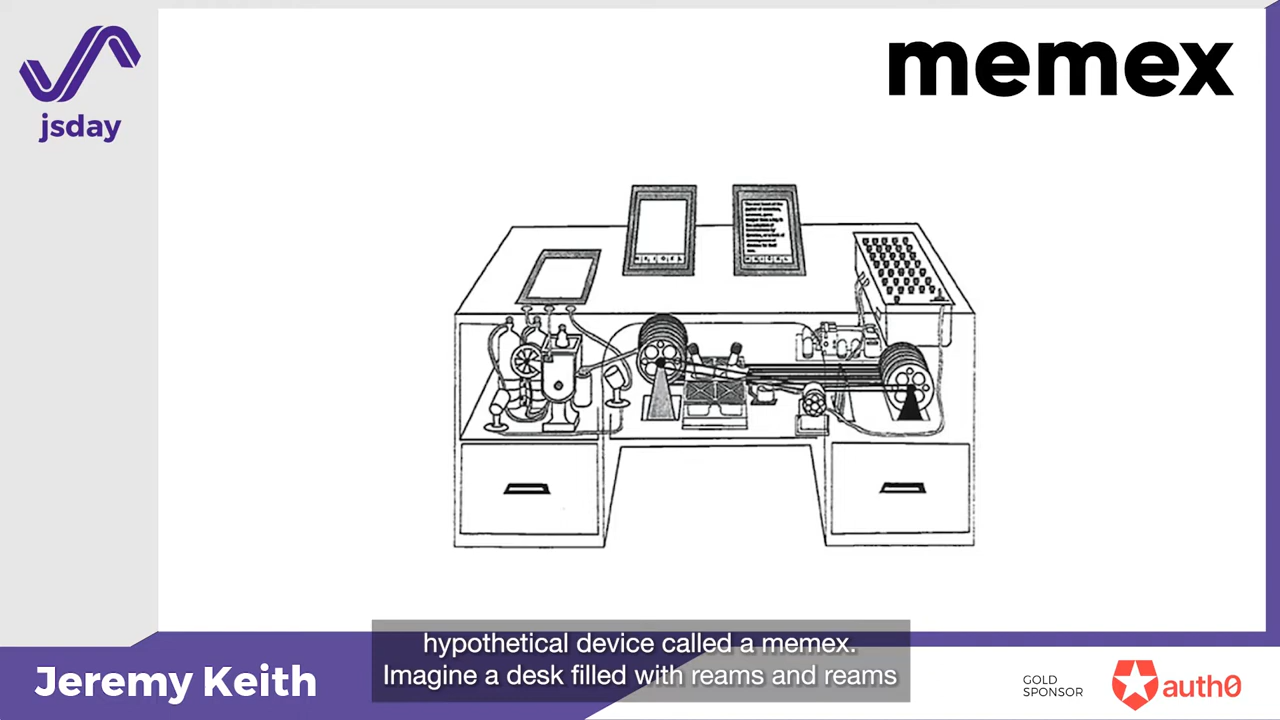 jsday
memex
hypothetical device called a memex.
Imagine a desk filled with reams and reams
Jeremy Keith
GOLD
SPONSOR
auth0